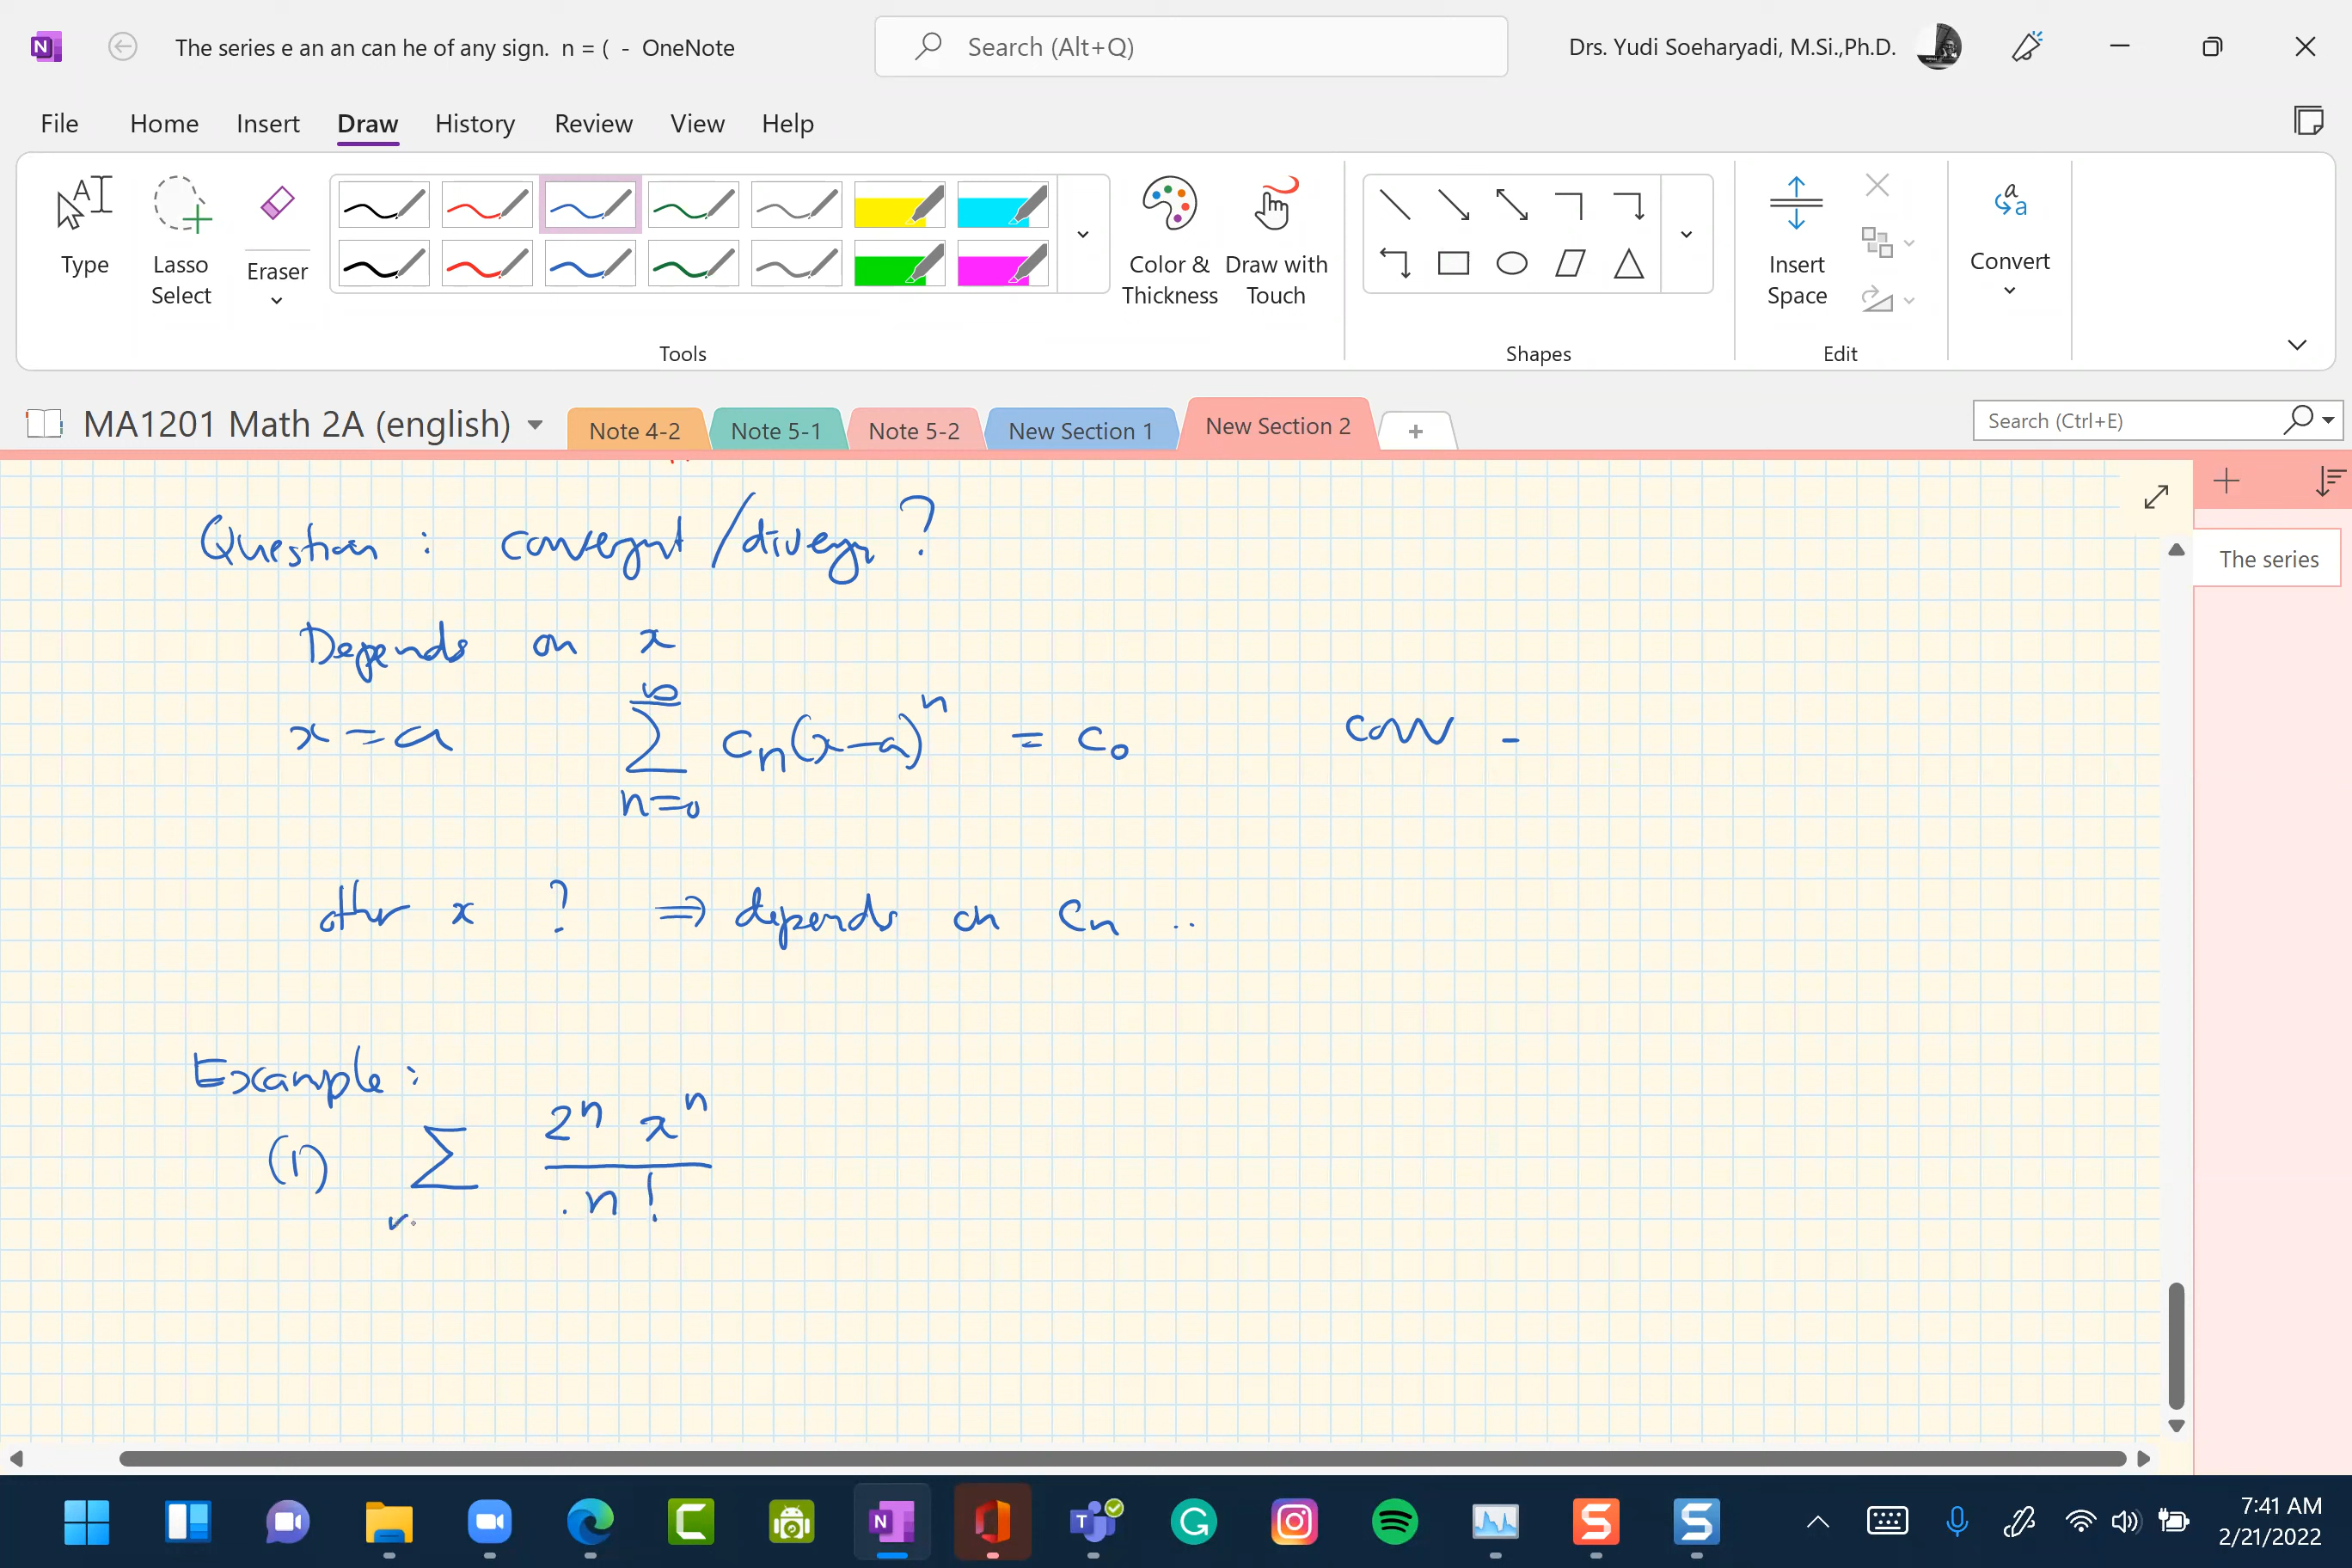 The series e an an can he of any sign. n = ( - OneNote
Search (Alt+Q)
Drs. Yudi Soeharyadi, M.Si.,Ph.D.
File Home Insert Draw History Review View Help
Type
Lasso Select
Eraser
Color & Thickness
Draw with Touch
Insert Space
Convert
Tools
Shapes
Edit
MA1201 Math 2A (english)
Note 4-2
Note 5-1
Note 5-2
New Section 1
New Section 2
Search (Ctrl+E)
The series
Question : convergent / diverg ?
Depends on x
x = a ∑_{n=0}^{∞} c_n (x-a)^n = c_0 conv -
other x ? ⇒ depends on C_n ..
Example :
(1) ∑ 2^n x^n / n!
7:41 AM
2/21/2022